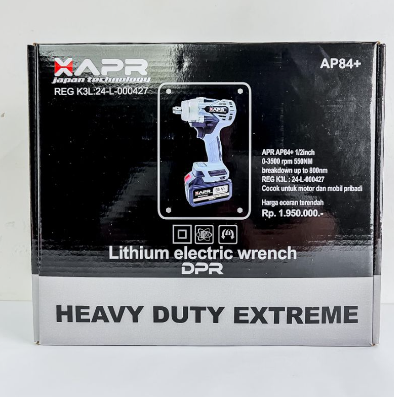 XAPR
AP84+
japan technology
REG K3L:24-L-000427
APR AP84+ 1/2inch
0-3500 rpm 550NM
breakdown up to 800nm
REG K3L : 24-L-000427
Cocok untuk motor dan mobil pribadi
Harga eceran terendah
Rp. 1.950.000.-
XAPR
Lithium electric wrench
DPR
HEAVY DUTY EXTREME